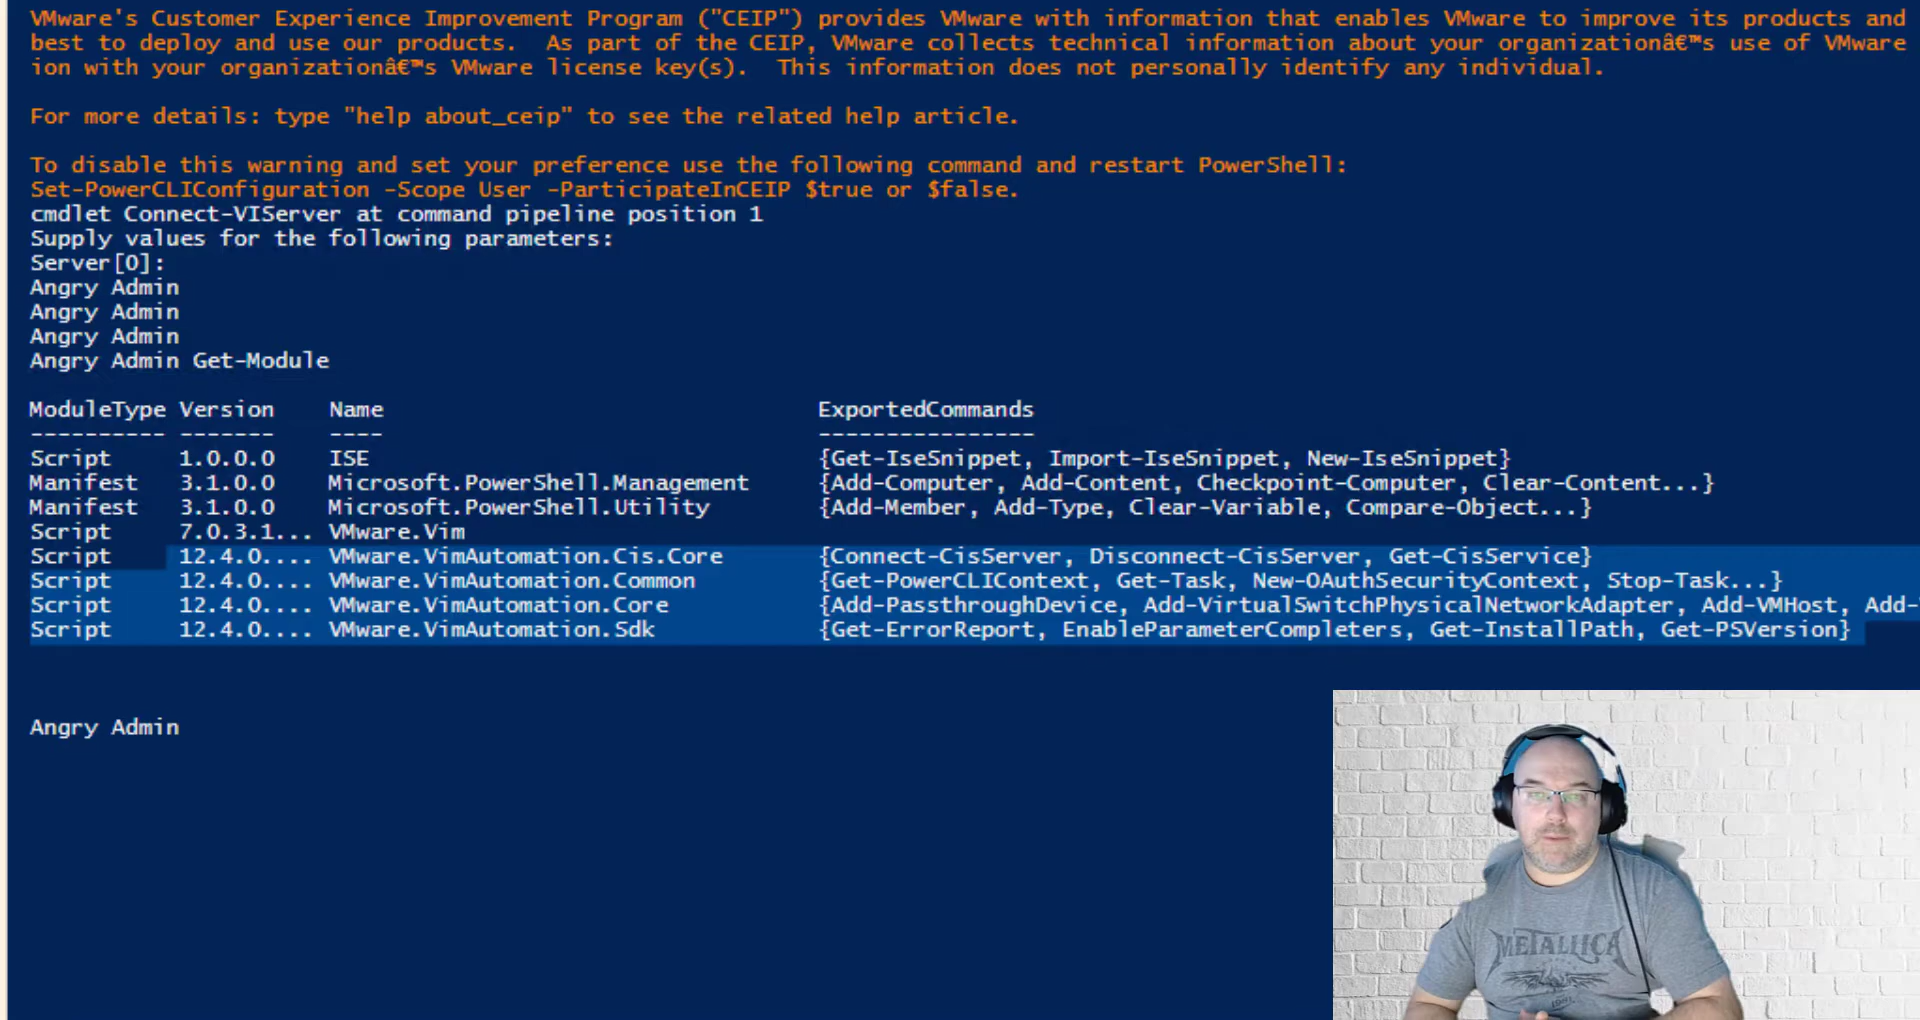 VMware's Customer Experience Improvement Program ("CEIP") provides VMware with information that enables VMware to improve its products and
best to deploy and use our products.  As part of the CEIP, VMware collects technical information about your organizationâ€™s use of VMware
ion with your organizationâ€™s VMware license key(s).  This information does not personally identify any individual.
For more details: type "help about_ceip" to see the related help article.
To disable this warning and set your preference use the following command and restart PowerShell:
Set-PowerCLIConfiguration -Scope User -ParticipateInCEIP $true or $false.
cmdlet Connect-VIServer at command pipeline position 1
Supply values for the following parameters:
Server[0]:
Angry Admin
Angry Admin
Angry Admin
Angry Admin Get-Module
ModuleType Version    Name                                ExportedCommands
---------- -------    ----                                ----------------
Script     1.0.0.0    ISE                                 {Get-IseSnippet, Import-IseSnippet, New-IseSnippet}
Manifest   3.1.0.0    Microsoft.PowerShell.Management     {Add-Computer, Add-Content, Checkpoint-Computer, Clear-Content...}
Manifest   3.1.0.0    Microsoft.PowerShell.Utility        {Add-Member, Add-Type, Clear-Variable, Compare-Object...}
Script     7.0.3.1... VMware.Vim
Script     12.4.0.... VMware.VimAutomation.Cis.Core       {Connect-CisServer, Disconnect-CisServer, Get-CisService}
Script     12.4.0.... VMware.VimAutomation.Common         {Get-PowerCLIContext, Get-Task, New-OAuthSecurityContext, Stop-Task...}
Script     12.4.0.... VMware.VimAutomation.Core           {Add-PassthroughDevice, Add-VirtualSwitchPhysicalNetworkAdapter, Add-VMHost, Add-
Script     12.4.0.... VMware.VimAutomation.Sdk            {Get-ErrorReport, EnableParameterCompleters, Get-InstallPath, Get-PSVersion}
Angry Admin
METALLICA